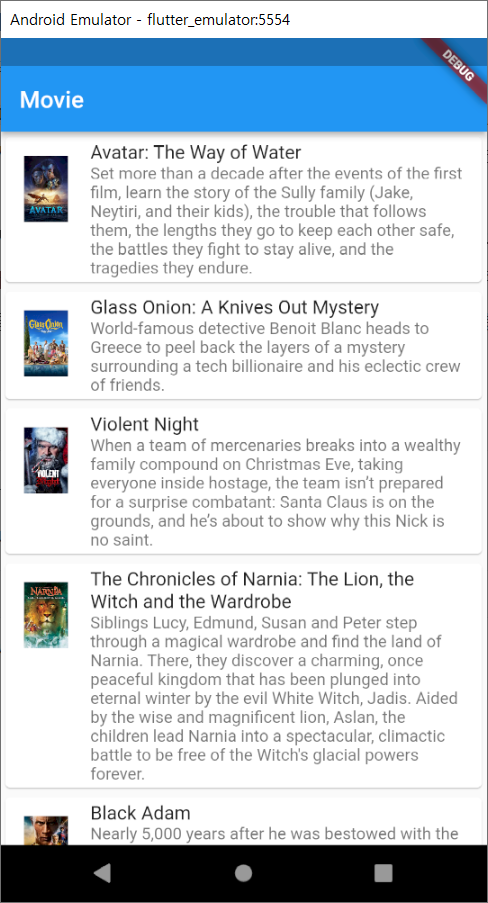 Android Emulator - flutter_emulator:5554
DEBUG
Movie
Avatar: The Way of Water
Set more than a decade after the events of the first
film, learn the story of the Sully family (Jake,
Neytiri, and their kids), the trouble that follows
them, the lengths they go to keep each other safe,
the battles they fight to stay alive, and the
tragedies they endure.
AVATAR
Glass Onion: A Knives Out Mystery
World-famous detective Benoit Blanc heads to
Greece to peel back the layers of a mystery
surrounding a tech billionaire and his eclectic crew
of friends.
Glass Onion
Violent Night
When a team of mercenaries breaks into a wealthy
family compound on Christmas Eve, taking
everyone inside hostage, the team isn’t prepared
for a surprise combatant: Santa Claus is on the
grounds, and he’s about to show why this Nick is
no saint.
VIOLENT
The Chronicles of Narnia: The Lion, the
Witch and the Wardrobe
Siblings Lucy, Edmund, Susan and Peter step
through a magical wardrobe and find the land of
Narnia. There, they discover a charming, once
peaceful kingdom that has been plunged into
eternal winter by the evil White Witch, Jadis. Aided
by the wise and magnificent lion, Aslan, the
children lead Narnia into a spectacular, climactic
battle to be free of the Witch's glacial powers
forever.
NARNIA
Black Adam
Nearly 5,000 years after he was bestowed with the